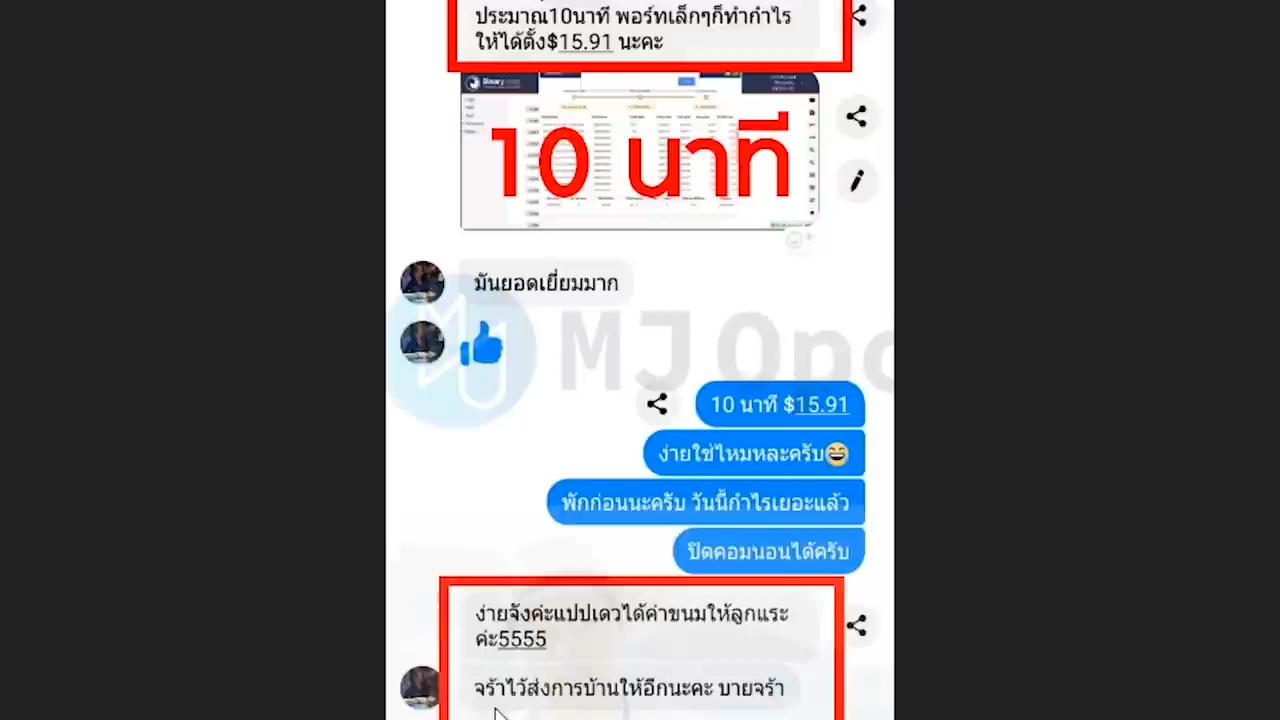 ประมาณ10นาที พอร์ทเล็กๆก็ทำกำไร
ให้ได้ตั้ง$15.91 นะคะ
Binary
10 นาที
มันยอดเยี่ยมมาก
MJ Opo
10 นาที $15.91
ง่ายใช่ไหมหละครับ😄
พักก่อนนะครับ วันนี้กำไรเยอะแล้ว
ปิดคอมนอนได้ครับ
ง่ายจังค่ะแปปเดวได้ค่าขนมให้ลูกแระ
ค่ะ5555
จร้าไว้ส่งการบ้านให้อีกนะคะ บายจร้า